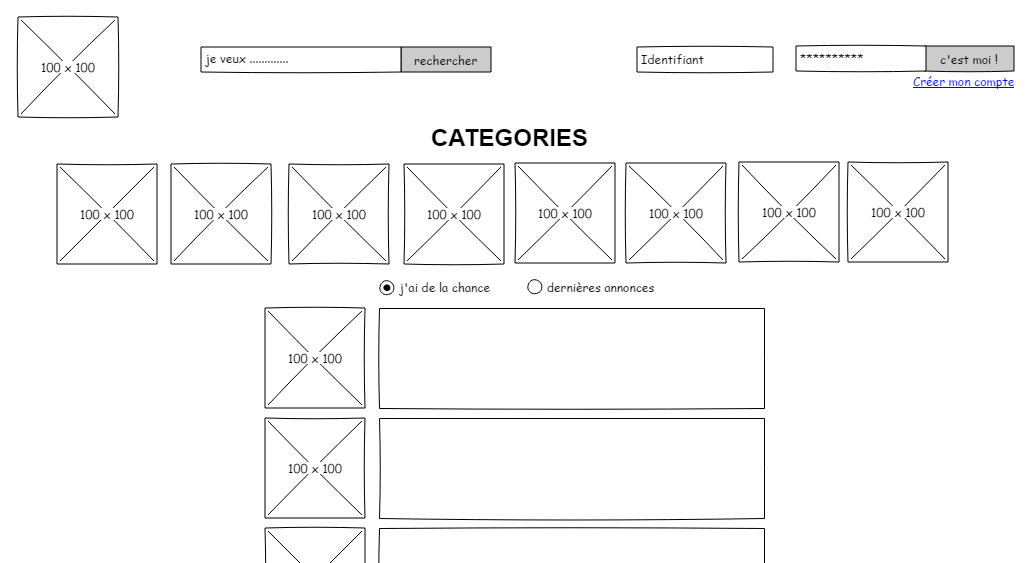 100 x 100
je veux .............
rechercher
Identifiant
**********
c'est moi !
Créer mon compte
CATEGORIES
100 x 100
100 x 100
100 x 100
100 x 100
100 x 100
100 x 100
100 x 100
100 x 100
j'ai de la chance
dernières annonces
100 x 100
100 x 100